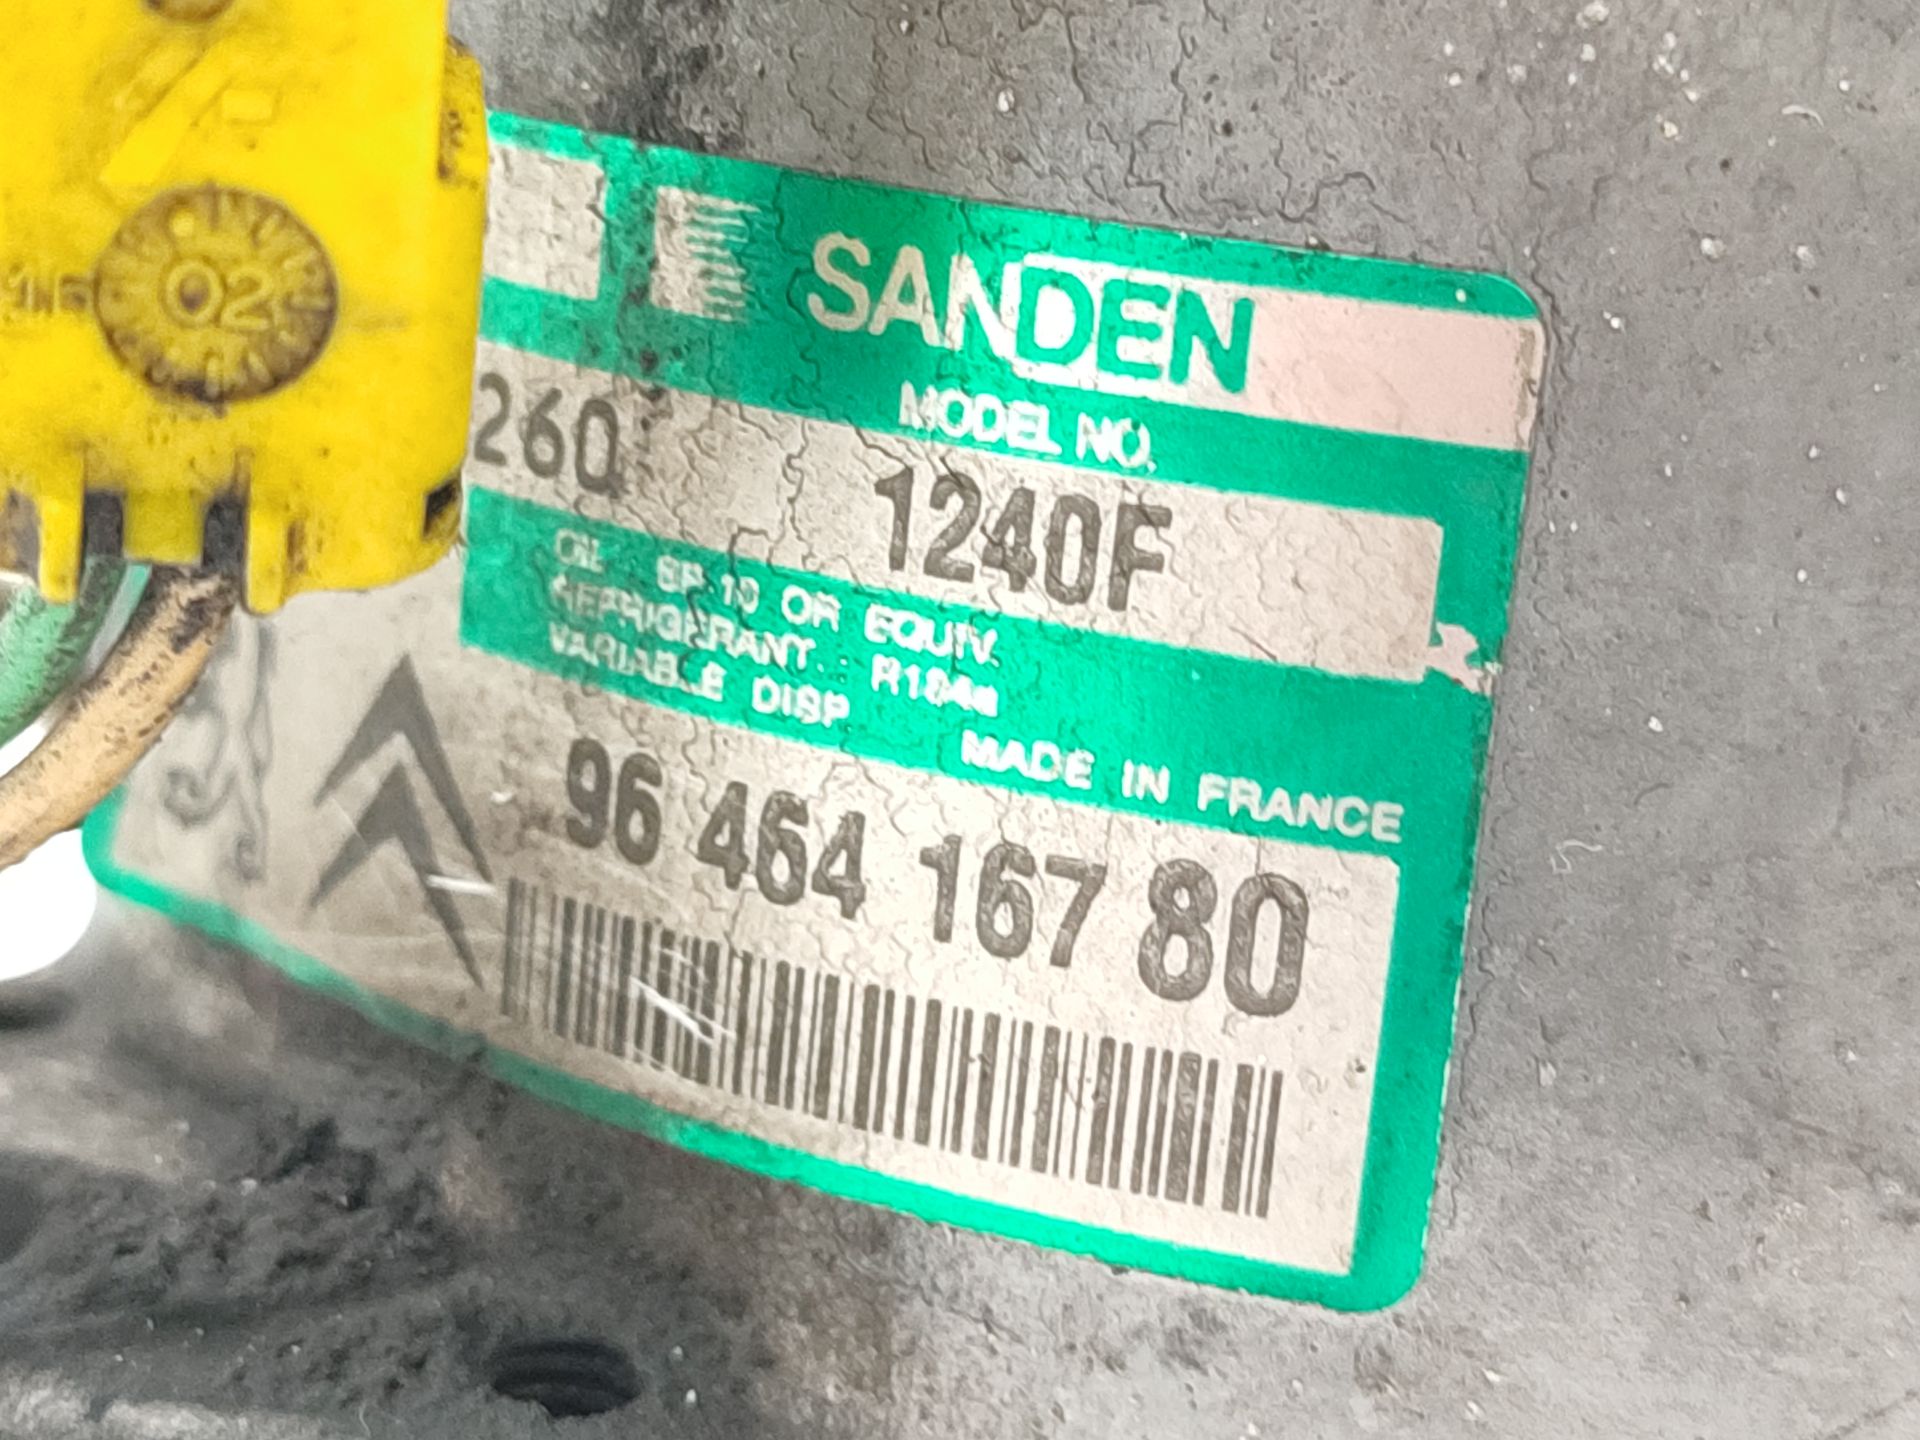 02
SANDEN
MODEL NO.
260 1240F
OIL : SP 10 OR EQUIV.
REFRIGERANT : R134a
VARIABLE DISP
MADE IN FRANCE
96 464 167 80